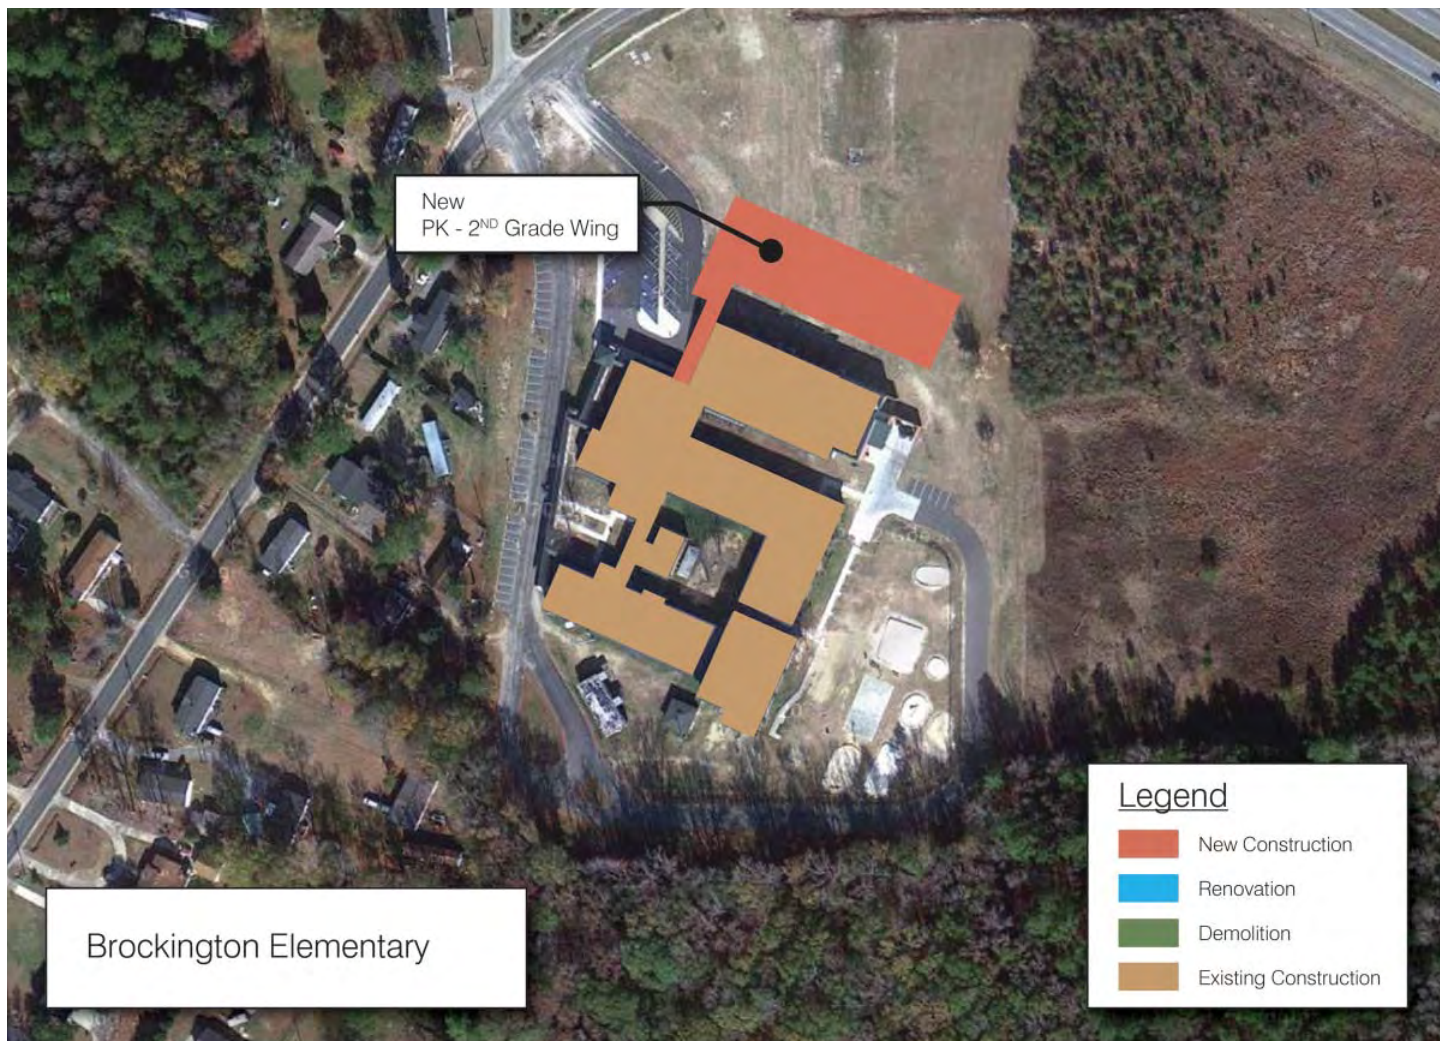 New
PK - 2ND Grade Wing
Legend
New Construction
Renovation
Demolition
Existing Construction
Brockington Elementary